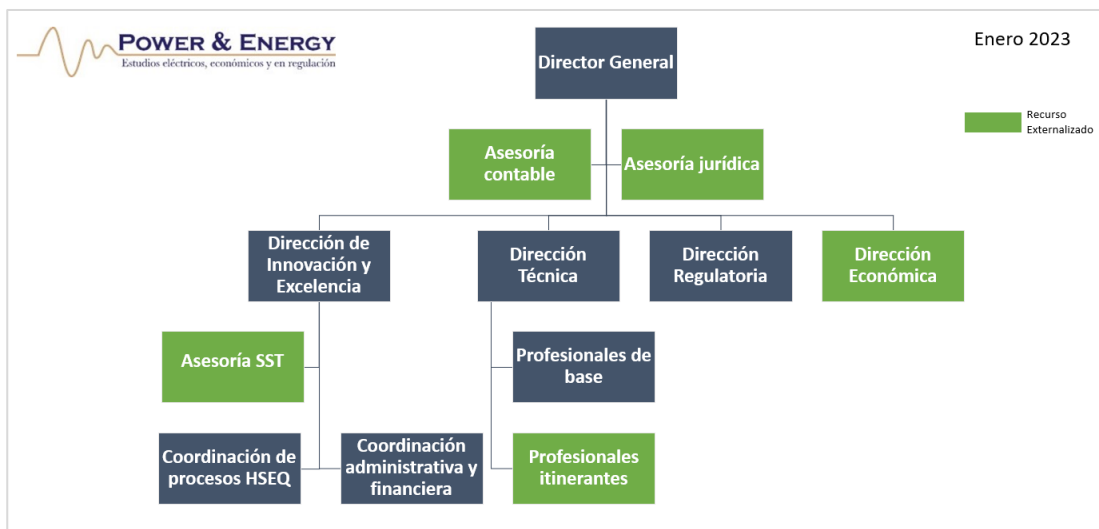 POWER & ENERGY
Estudios eléctricos, económicos y en regulación
Enero 2023
Director General
Recurso
Externalizado
Asesoría
contable
Asesoría jurídica
Dirección de
Innovación y
Excelencia
Dirección
Técnica
Dirección
Regulatoria
Dirección
Económica
Asesoría SST
Profesionales de
base
Coordinación de
procesos HSEQ
Coordinación
administrativa y
financiera
Profesionales
itinerantes